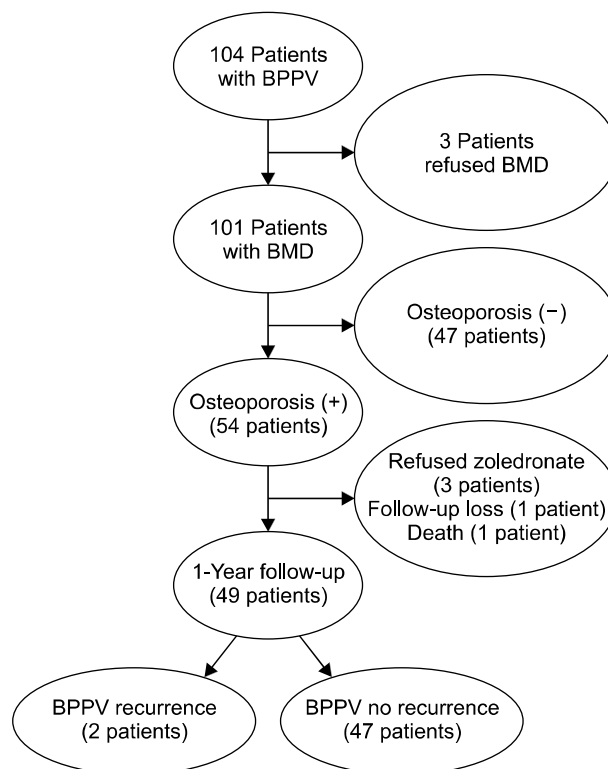 104 Patients
with BPPV
3 Patients
refused BMD
101 Patients
with BMD
Osteoporosis (−)
(47 patients)
Osteoporosis (+)
(54 patients)
Refused zoledronate
(3 patients)
Follow-up loss (1 patient)
Death (1 patient)
1-Year follow-up
(49 patients)
BPPV recurrence
(2 patients)
BPPV no recurrence
(47 patients)